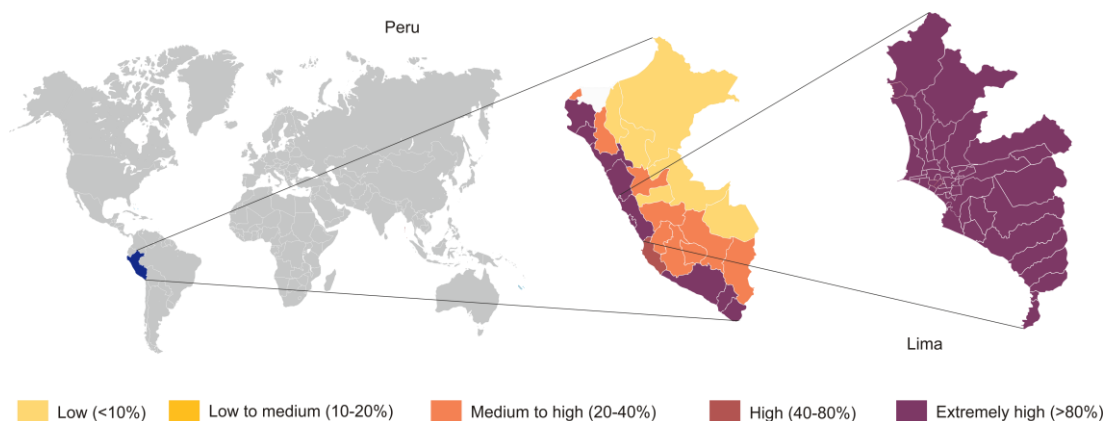 Peru
Lima
Low (<10%)
Low to medium (10-20%)
Medium to high (20-40%)
High (40-80%)
Extremely high (>80%)